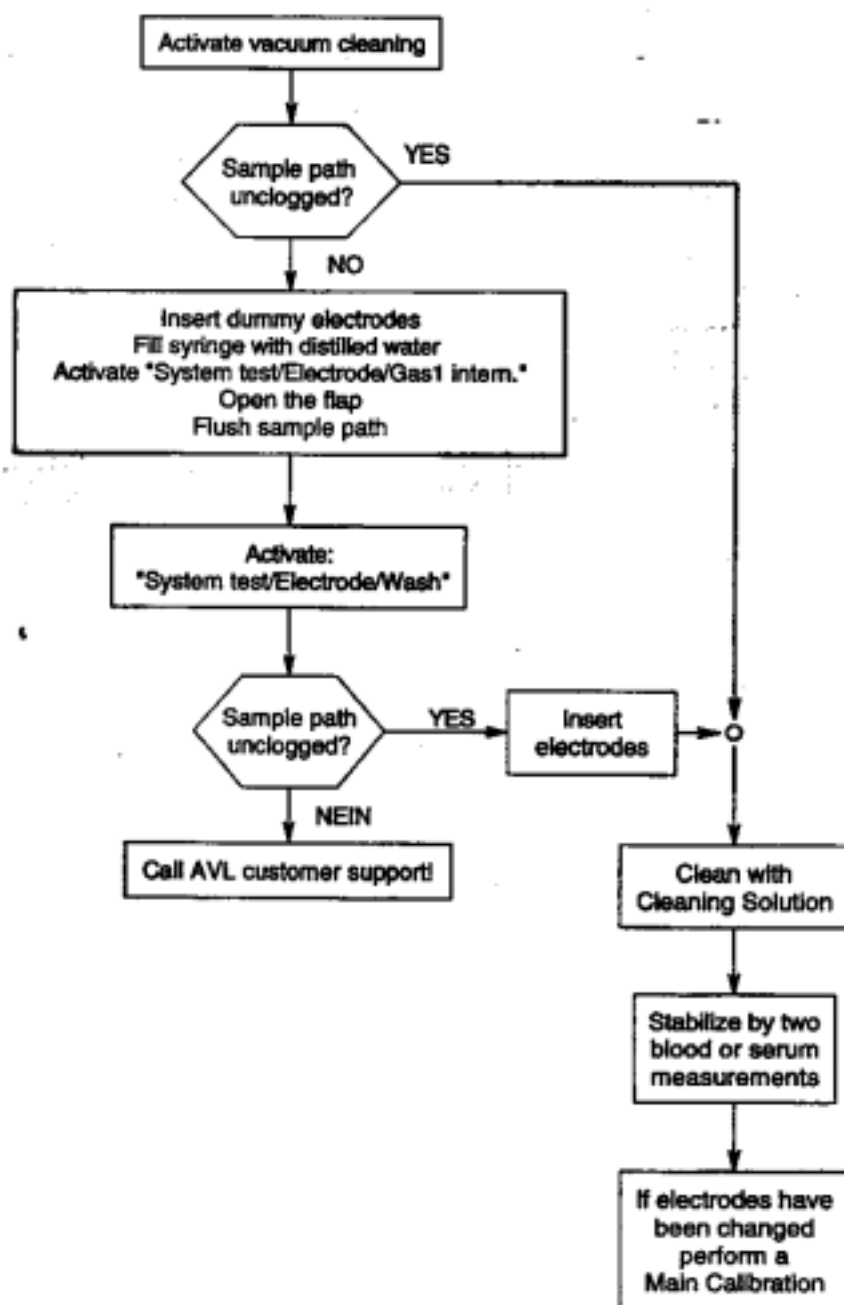 Activate vacuum cleaning
Sample path
unclogged?
YES
NO
Insert dummy electrodes
Fill syringe with distilled water
Activate "System test/Electrode/Gas1 intern."
Open the flap
Flush sample path
Activate:
"System test/Electrode/Wash"
Sample path
unclogged?
YES
Insert
electrodes
NEIN
Call AVL customer support!
Clean with
Cleaning Solution
Stabilize by two
blood or serum
measurements
If electrodes have
been changed
perform a
Main Calibration